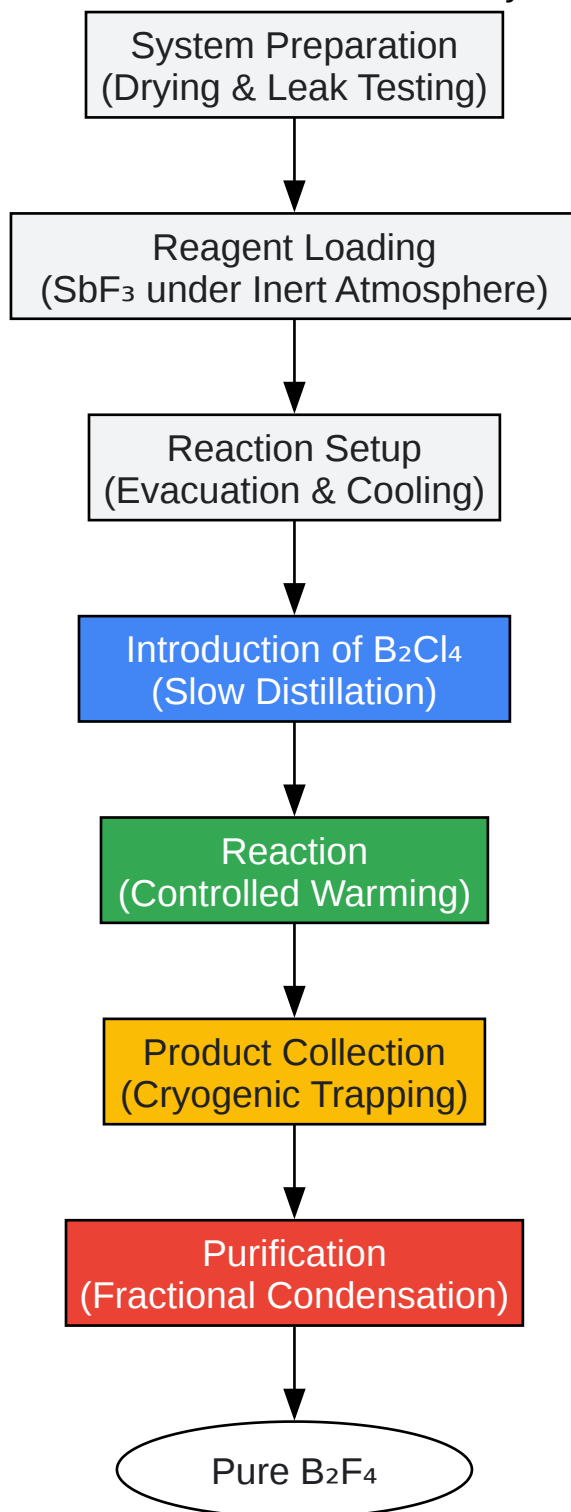 System Preparation
(Drying & Leak Testing)
Reagent Loading
(SbF₃ under Inert Atmosphere)
Reaction Setup
(Evacuation & Cooling)
Introduction of B₂Cl₄
(Slow Distillation)
Reaction
(Controlled Warming)
Product Collection
(Cryogenic Trapping)
Purification
(Fractional Condensation)
Pure B₂F₄